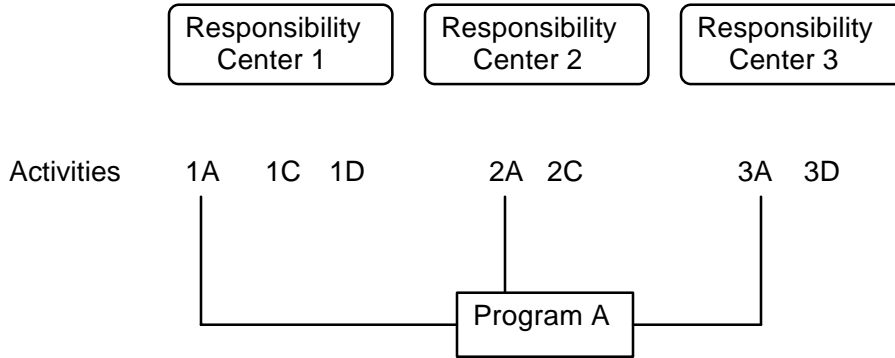 Responsibility Center 1
Responsibility Center 2
Responsibility Center 3
Activities 1A 1C 1D 2A 2C 3A 3D
Program A